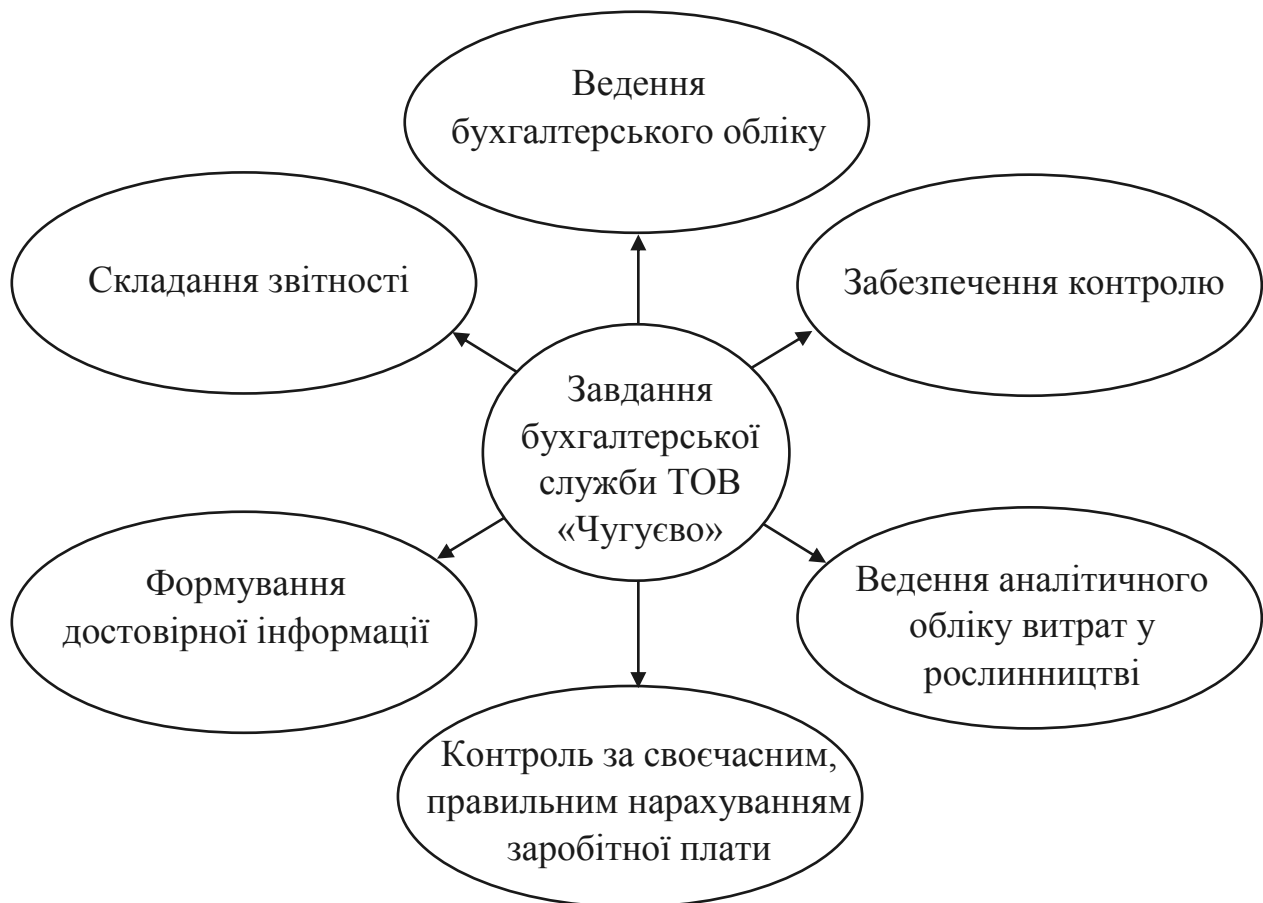 Ведення
бухгалтерського обліку
Складання звітності
Забезпечення контролю
Завдання
бухгалтерської
служби ТОВ
«Чугуєво»
Формування
достовірної інформації
Ведення аналітичного
обліку витрат у
рослинництві
Контроль за своєчасним,
правильним нарахуванням
заробітної плати